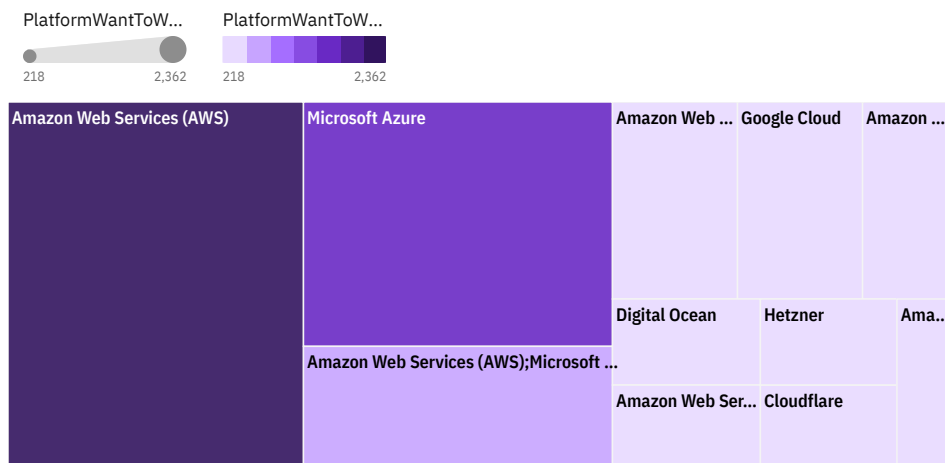 PlatformWantToW...
PlatformWantToW...
218
2,362
218
2,362
Amazon Web Services (AWS)
Microsoft Azure
Amazon Web ...
Google Cloud
Amazon ...
Amazon Web Services (AWS);Microsoft ...
Digital Ocean
Hetzner
Ama...
Amazon Web Ser...
Cloudflare